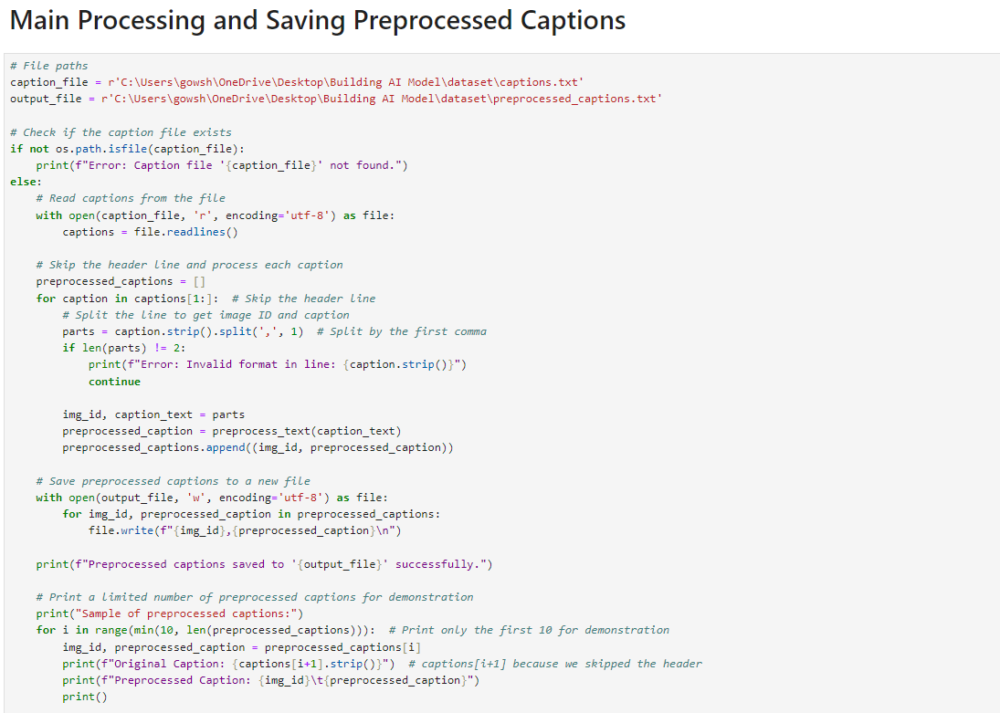 Main Processing and Saving Preprocessed Captions
# File paths
caption_file = r'C:\Users\gowsh\OneDrive\Desktop\Building AI Model\dataset\captions.txt'
output_file = r'C:\Users\gowsh\OneDrive\Desktop\Building AI Model\dataset\preprocessed_captions.txt'

# Check if the caption file exists
if not os.path.isfile(caption_file):
    print(f"Error: Caption file '{caption_file}' not found.")
else:
    # Read captions from the file
    with open(caption_file, 'r', encoding='utf-8') as file:
        captions = file.readlines()

    # Skip the header line and process each caption
    preprocessed_captions = []
    for caption in captions[1:]:  # Skip the header line
        # Split the line to get image ID and caption
        parts = caption.strip().split(',', 1)  # Split by the first comma
        if len(parts) != 2:
            print(f"Error: Invalid format in line: {caption.strip()}")
            continue

        img_id, caption_text = parts
        preprocessed_caption = preprocess_text(caption_text)
        preprocessed_captions.append((img_id, preprocessed_caption))

    # Save preprocessed captions to a new file
    with open(output_file, 'w', encoding='utf-8') as file:
        for img_id, preprocessed_caption in preprocessed_captions:
            file.write(f"{img_id},{preprocessed_caption}\n")

    print(f"Preprocessed captions saved to '{output_file}' successfully.")

    # Print a limited number of preprocessed captions for demonstration
    print("Sample of preprocessed captions:")
    for i in range(min(10, len(preprocessed_captions))):  # Print only the first 10 for demonstration
        img_id, preprocessed_caption = preprocessed_captions[i]
        print(f"Original Caption: {captions[i+1].strip()}")  # captions[i+1] because we skipped the header
        print(f"Preprocessed Caption: {img_id}\t{preprocessed_caption}")
        print()